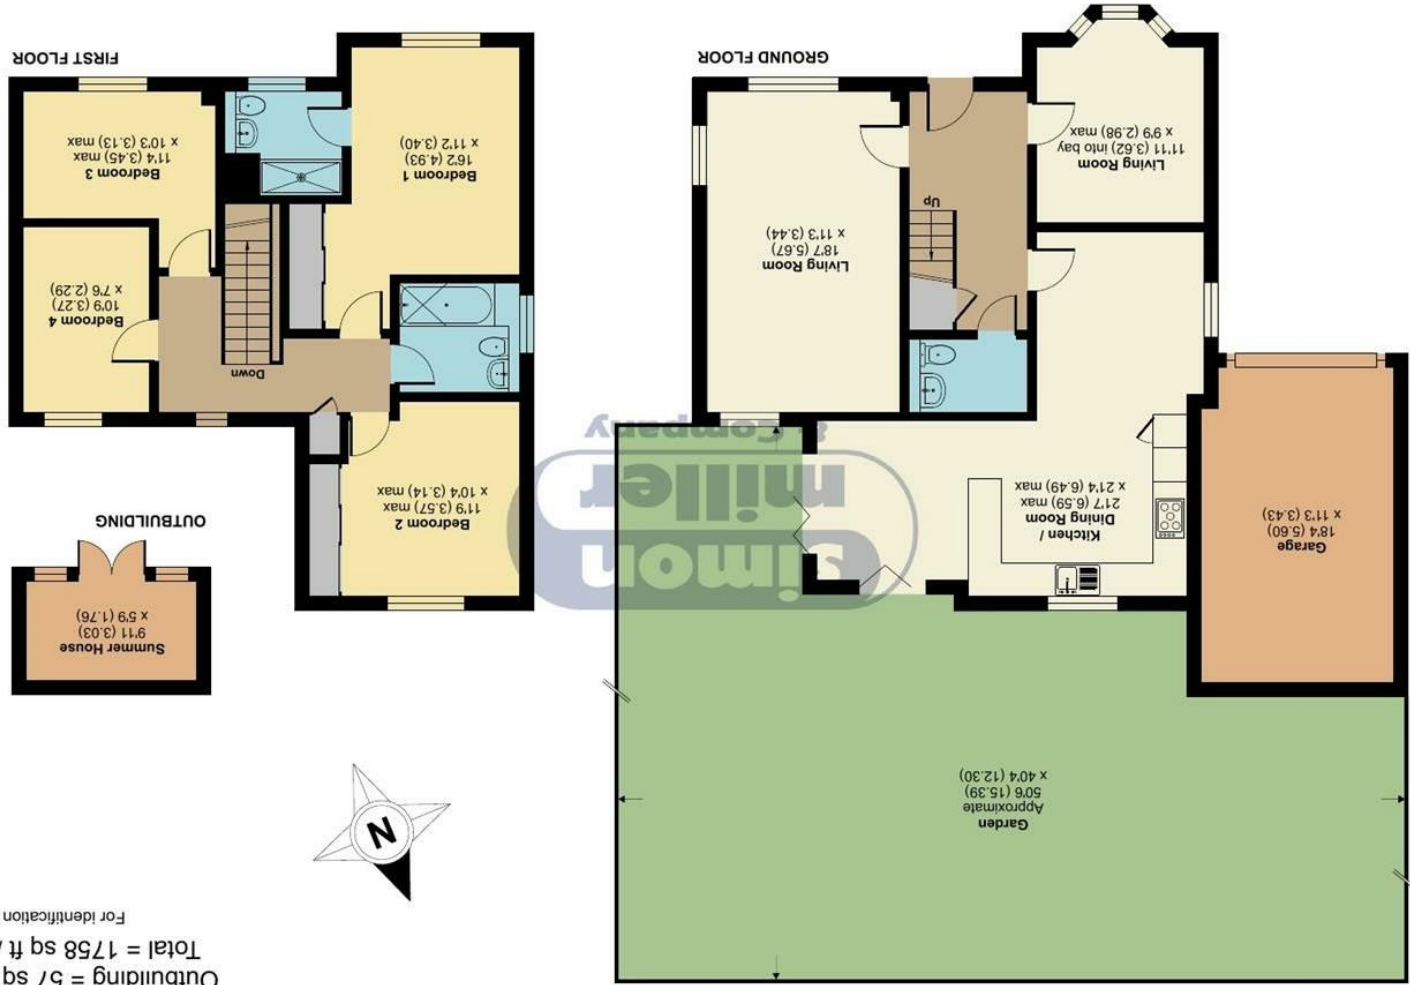 Outbuilding = 57 sq
Total = 1758 sq ft /
For identification
N
Garden
Approximate
50'6 (15.39)
x 40'4 (12.30)
Garage
18'4 (5.60)
x 11'3 (3.43)
Kitchen /
Dining Room
21'7 (6.59) max
x 21'4 (6.49) max
simon
miller
& Company
Living Room
18'7 (5.67)
x 11'3 (3.44)
Up
Living Room
11'11 (3.62) into bay
x 9'9 (2.98) max
GROUND FLOOR
Summer House
9'11 (3.03)
x 5'9 (1.76)
OUTBUILDING
Bedroom 2
11'9 (3.57) max
x 10'4 (3.14) max
Down
Bedroom 4
10'9 (3.27)
x 7'6 (2.29)
Bedroom 1
16'2 (4.93)
x 11'2 (3.40)
Bedroom 3
11'4 (3.45) max
x 10'3 (3.13) max
FIRST FLOOR